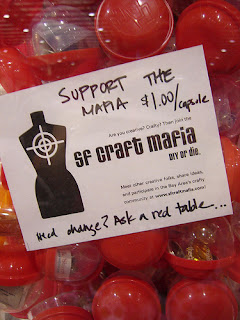 SUPPORT THE
MAFIA $1.00/capsule
Are you creative? Crafty? Then join the
SF CRAFT MAFIA
DIY OR DIE.
Meet other creative folks, share ideas,
and participate in the Bay Area's crafty
community at www.sfcraftmafia.com!
need change? Ask a red table...